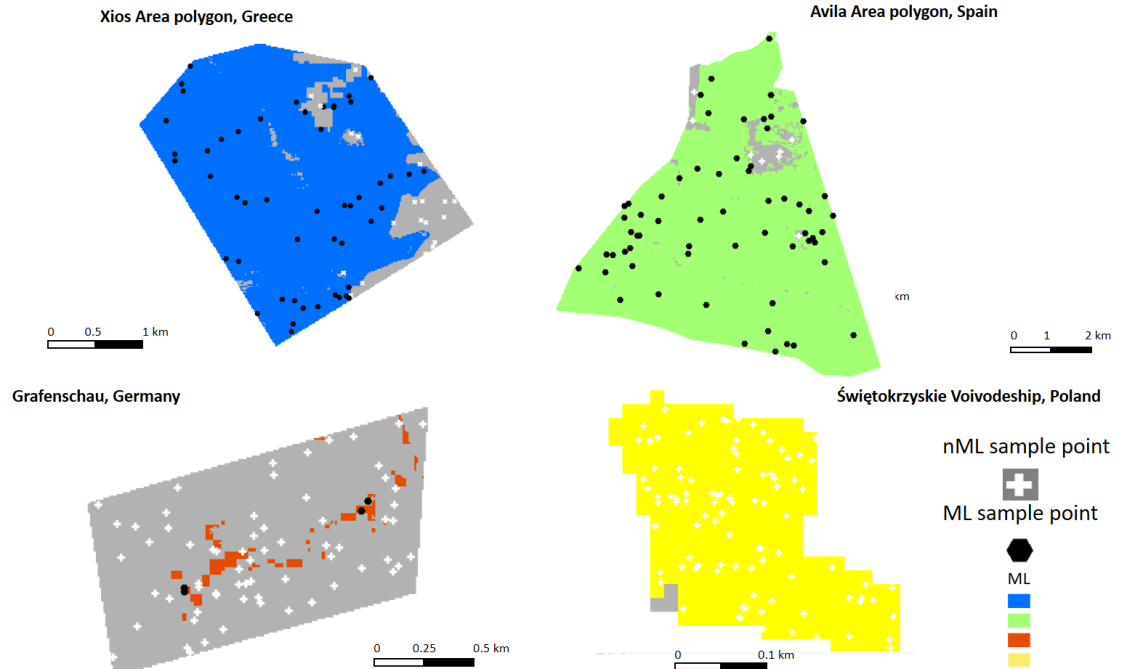 Xios Area polygon, Greece
Avila Area polygon, Spain
0 0.5 1 km
km
0 1 2 km
Grafenschau, Germany
Świętokrzyskie Voivodeship, Poland
nML sample point
ML sample point
ML
0 0.25 0.5 km
0 0.1 km